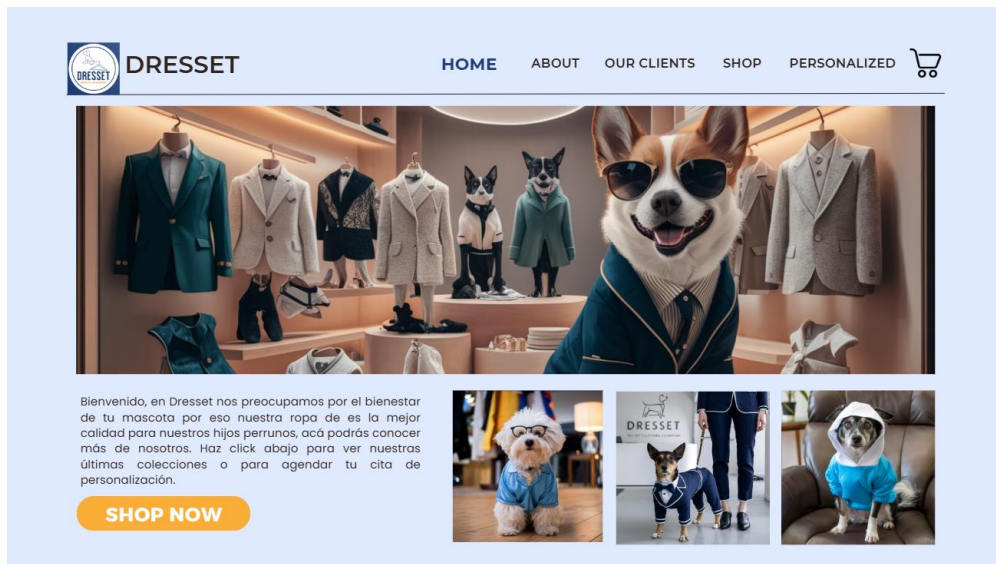 DRESSET
DRESSET
HOME
ABOUT
OUR CLIENTS
SHOP
PERSONALIZED
Bienvenido, en Dresset nos preocupamos por el bienestar
de tu mascota por eso nuestra ropa de es la mejor
calidad para nuestros hijos perrunos, acá podrás conocer
más de nosotros. Haz click abajo para ver nuestras
últimas colecciones o para agendar tu cita de
personalización.
SHOP NOW
DRESSET